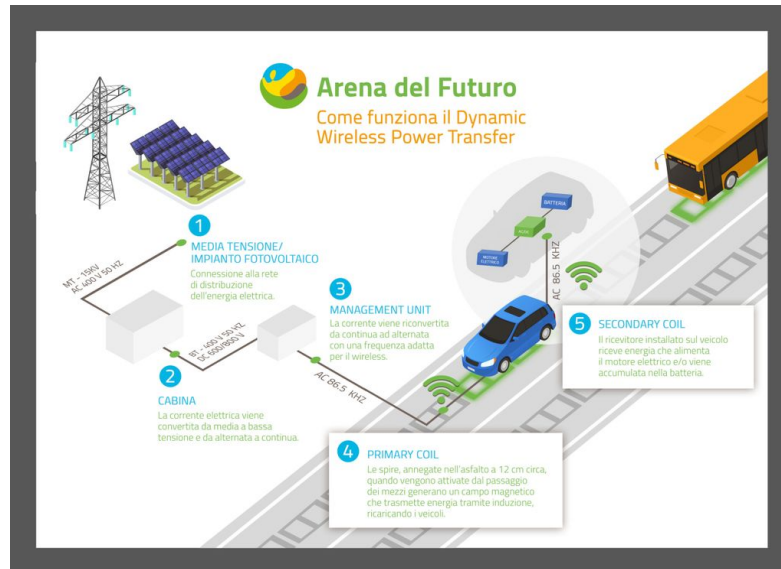 Arena del Futuro
Come funziona il Dynamic
Wireless Power Transfer
1
MEDIA TENSIONE/
IMPIANTO FOTOVOLTAICO
Connessione alla rete
di distribuzione
dell'energia elettrica.
MT - 15KV
AC 400 V 50 HZ
BT - 400 V 50 HZ
DC 600/800 V
2
CABINA
La corrente elettrica viene
convertita da media a bassa
tensione e da alternata a continua.
3
MANAGEMENT UNIT
La corrente viene riconvertita
da continua ad alternata
con una frequenza adatta
per il wireless.
AC 86.5 KHZ
4
PRIMARY COIL
Le spire, annegate nell'asfalto a 12 cm circa,
quando vengono attivate dal passaggio
dei mezzi generano un campo magnetico
che trasmette energia tramite induzione,
ricaricando i veicoli.
BATTERIA
MOTORE
ELETTRICO
AC 86.5 KHZ
5
SECONDARY COIL
Il ricevitore installato sul veicolo
riceve energia che alimenta
il motore elettrico e/o viene
accumulata nella batteria.